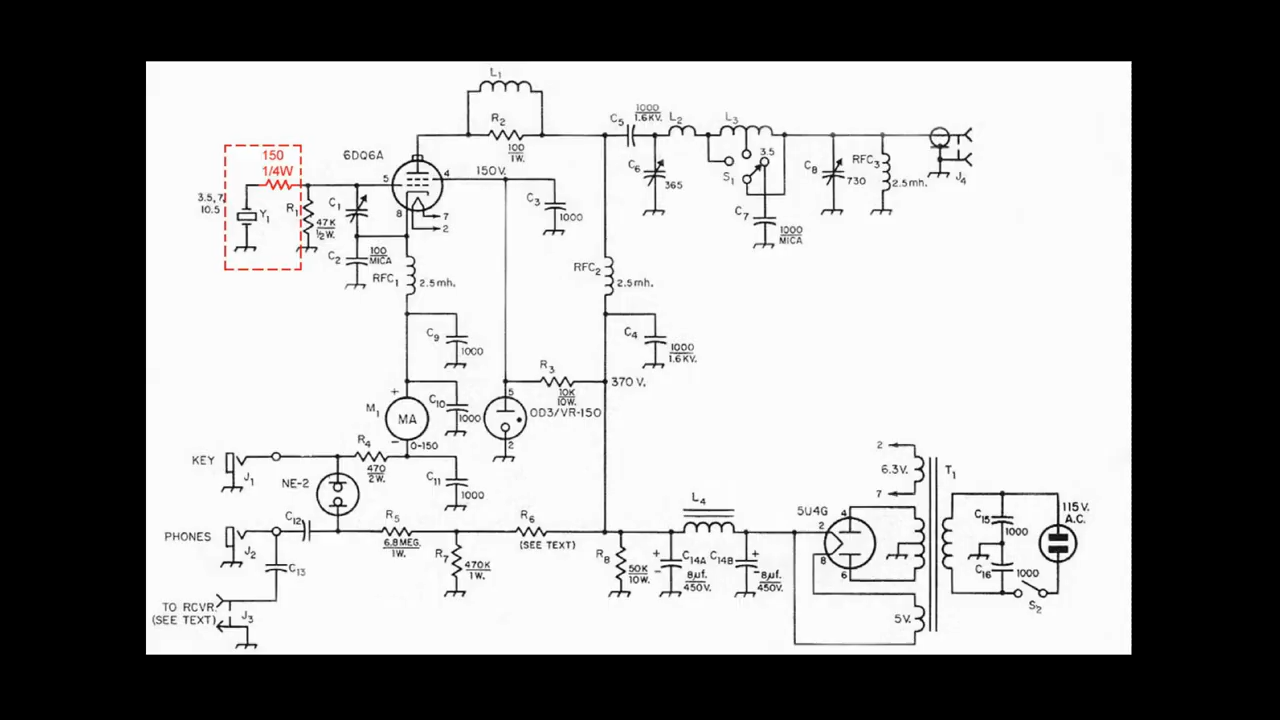 L1
R2
100
1W.
150
1/4W
6DQ6A
5
4
150V.
8
7
2
3.5, 7,
10.5
Y1
R1
47K
1/2W.
C1
C2
100
MICA
RFC1
2.5mh.
C3
1000
C5
1000
1.6KV.
L2
L3
C6
365
S1
3.5
C7
1000
MICA
C8
730
RFC3
2.5mh.
J4
RFC2
2.5mh.
C4
1000
1.6KV.
C9
1000
R3
10K
10W.
370 V.
+
M1
MA
-
0-150
C10
1000
5
OD3/VR-150
2
KEY
J1
NE-2
R4
470
2W.
C11
1000
PHONES
J2
C12
C13
R5
6.8MEG.
1W.
R7
470K
1W.
R6
(SEE TEXT)
TO RCVR.
(SEE TEXT)
J3
R8
50K
10W.
L4
+
-
C14A
8µf.
450V.
C14B
+
-
8µf.
450V.
5U4G
4
2
8
6
2
6.3V.
7
T1
5V.
C15
1000
C16
1000
S2
115V.
A.C.